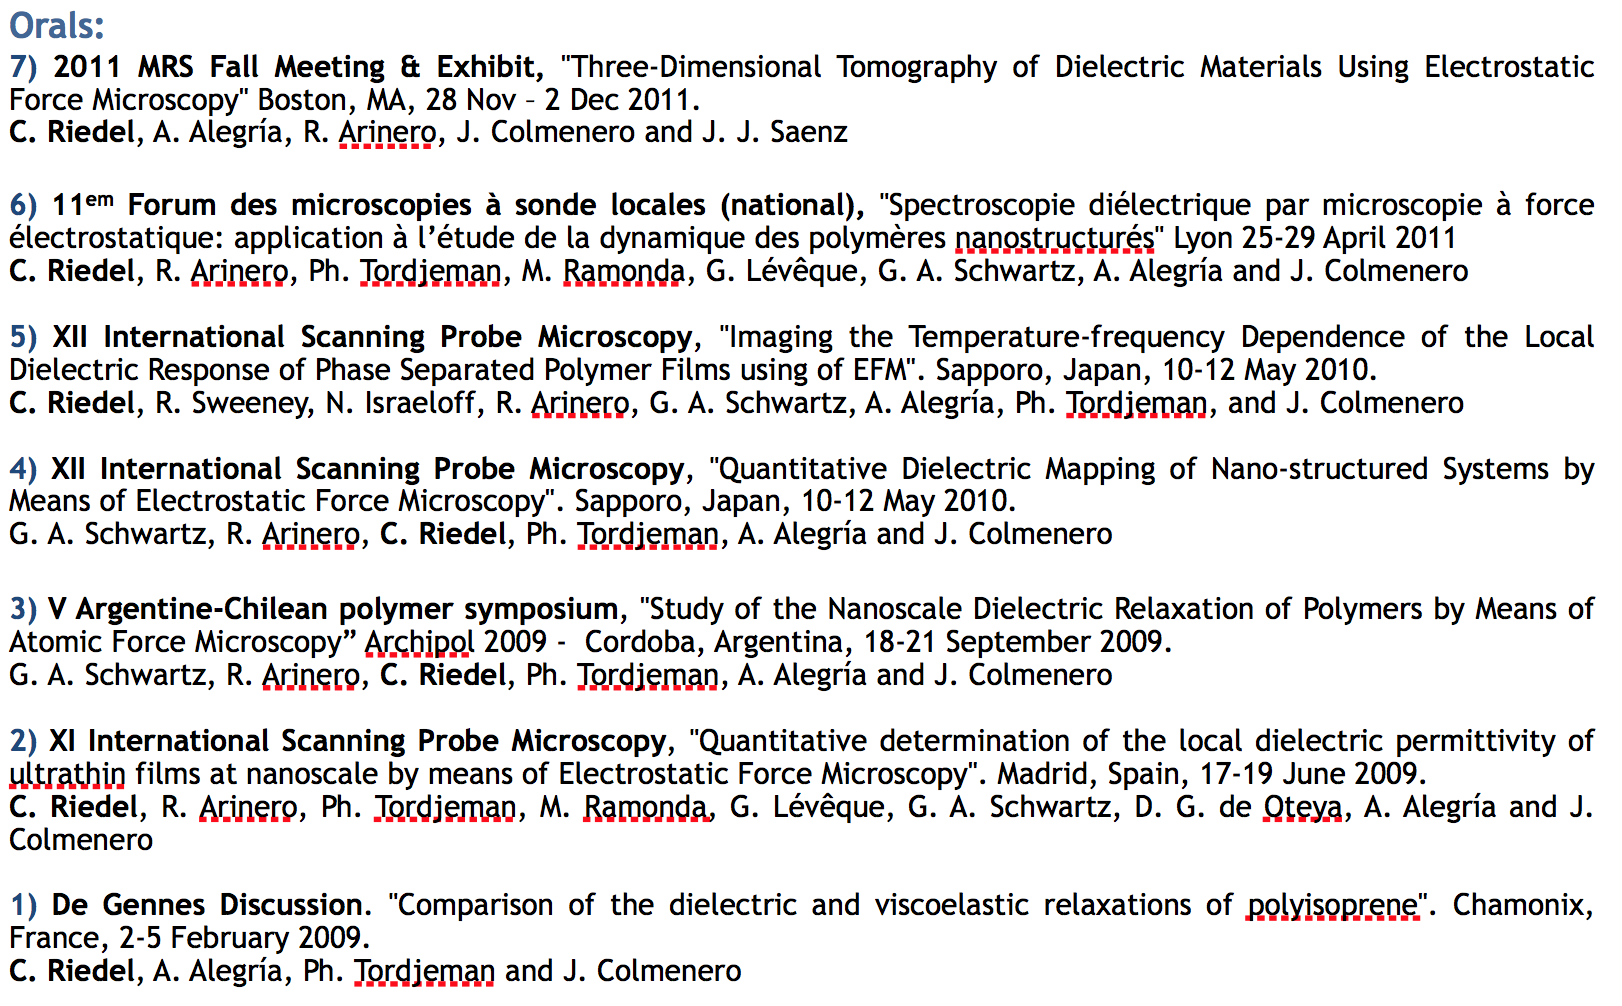 Orals:
7) 2011 MRS Fall Meeting & Exhibit, "Three-Dimensional Tomography of Dielectric Materials Using Electrostatic
Force Microscopy" Boston, MA, 28 Nov – 2 Dec 2011.
C. Riedel, A. Alegría, R. Arinero, J. Colmenero and J. J. Saenz
6) 11em Forum des microscopies à sonde locales (national), "Spectroscopie diélectrique par microscopie à force
électrostatique: application à l’étude de la dynamique des polymères nanostructurés" Lyon 25-29 April 2011
C. Riedel, R. Arinero, Ph. Tordjeman, M. Ramonda, G. Lévêque, G. A. Schwartz, A. Alegría and J. Colmenero
5) XII International Scanning Probe Microscopy, "Imaging the Temperature-frequency Dependence of the Local
Dielectric Response of Phase Separated Polymer Films using of EFM". Sapporo, Japan, 10-12 May 2010.
C. Riedel, R. Sweeney, N. Israeloff, R. Arinero, G. A. Schwartz, A. Alegría, Ph. Tordjeman, and J. Colmenero
4) XII International Scanning Probe Microscopy, "Quantitative Dielectric Mapping of Nano-structured Systems by
Means of Electrostatic Force Microscopy". Sapporo, Japan, 10-12 May 2010.
G. A. Schwartz, R. Arinero, C. Riedel, Ph. Tordjeman, A. Alegría and J. Colmenero
3) V Argentine-Chilean polymer symposium, "Study of the Nanoscale Dielectric Relaxation of Polymers by Means of
Atomic Force Microscopy” Archipol 2009 - Cordoba, Argentina, 18-21 September 2009.
G. A. Schwartz, R. Arinero, C. Riedel, Ph. Tordjeman, A. Alegría and J. Colmenero
2) XI International Scanning Probe Microscopy, "Quantitative determination of the local dielectric permittivity of
ultrathin films at nanoscale by means of Electrostatic Force Microscopy". Madrid, Spain, 17-19 June 2009.
C. Riedel, R. Arinero, Ph. Tordjeman, M. Ramonda, G. Lévêque, G. A. Schwartz, D. G. de Oteya, A. Alegría and J.
Colmenero
1) De Gennes Discussion. "Comparison of the dielectric and viscoelastic relaxations of polyisoprene". Chamonix,
France, 2-5 February 2009.
C. Riedel, A. Alegría, Ph. Tordjeman and J. Colmenero